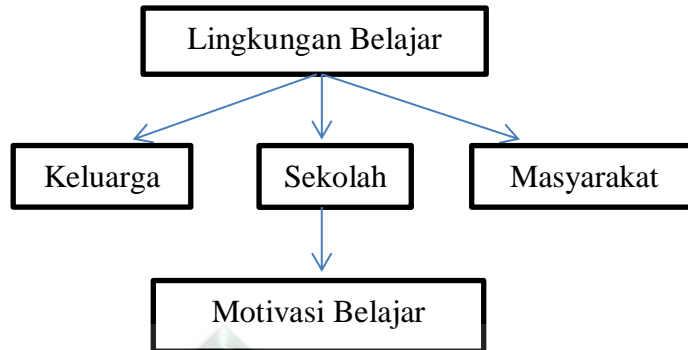 Lingkungan Belajar
Keluarga
Sekolah
Masyarakat
Motivasi Belajar